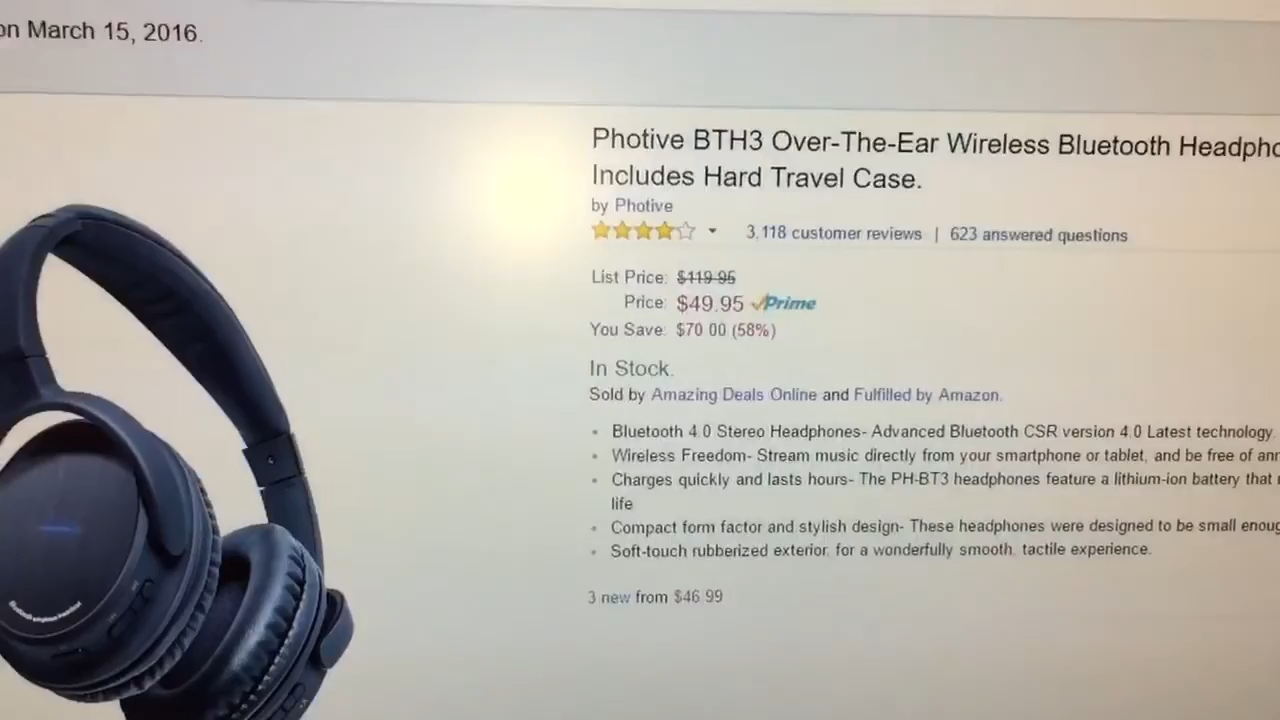 on March 15, 2016.
Photive BTH3 Over-The-Ear Wireless Bluetooth
Includes Hard Travel Case.
by Photive
3,118 customer reviews | 623 answered questions
List Price: $119.95
Price: $49.95 Prime
You Save: $70.00 (58%)
In Stock.
Sold by Amazing Deals Online and Fulfilled by Amazon.
Bluetooth 4.0 Stereo Headphones- Advanced Bluetooth CSR version 4.0 Latest technology.
Wireless Freedom- Stream music directly from your smartphone or tablet, and be free of
Charges quickly and lasts hours- The PH-BT3 headphones feature a lithium-ion battery that
life
Compact form factor and stylish design- These headphones were designed to be small
Soft-touch rubberized exterior, for a wonderfully smooth, tactile experience.
3 new from $46.99